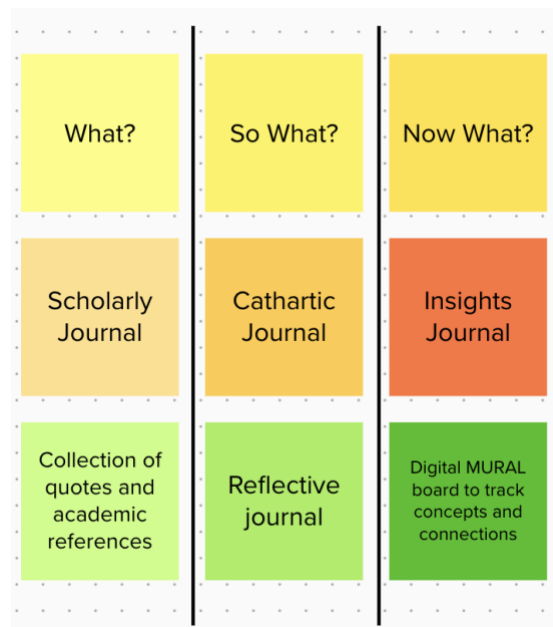 What?
So What?
Now What?
Scholarly
Journal
Cathartic
Journal
Insights
Journal
Collection of
quotes and
academic
references
Reflective
journal
Digital MURAL
board to track
concepts and
connections